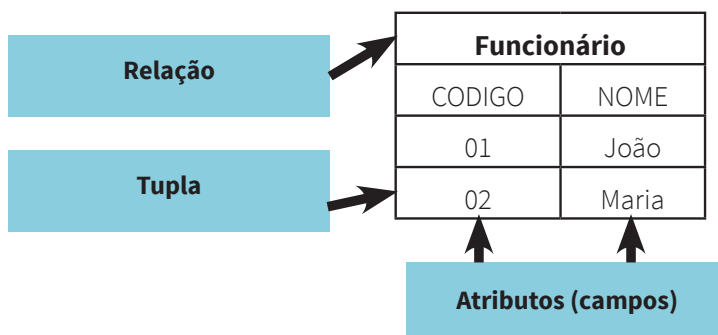 Funcionário
Relação
CODIGO NOME
01 João
Tupla
02 Maria
Atributos (campos)